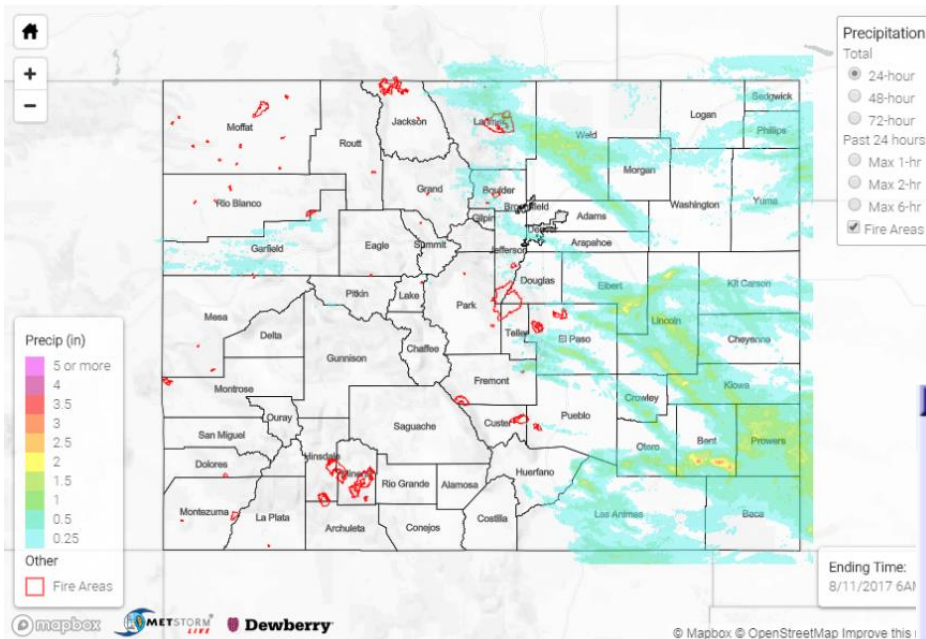 +
−
Precipitation
Total
24-hour
48-hour
72-hour
Past 24 hours
Max 1-hr
Max 2-hr
Max 6-hr
Fire Areas
Moffat
Routt
Jackson
Larimer
Weld
Logan
Sedgwick
Phillips
Morgan
Grand
Boulder
Rio Blanco
Gilpin
Adams
Washington
Yuma
Garfield
Eagle
Summit
Jefferson
Arapahoe
Douglas
Elbert
Kit Carson
Pitkin
Lake
Park
Mesa
Lincoln
Delta
Teller
El Paso
Cheyenne
Gunnison
Chaffee
Fremont
Kiowa
Montrose
Crowley
Ouray
Saguache
Custer
Pueblo
San Miguel
Otero
Bent
Prowers
Dolores
Huerfano
Rio Grande
Alamosa
Montezuma
La Plata
Archuleta
Conejos
Costilla
Las Animas
Baca
Precip (in)
5 or more
4
3.5
3
2.5
2
1.5
1
0.5
0.25
Other
Fire Areas
Ending Time:
8/11/2017 6AM
mapbox
METSTORM LIVE
Dewberry
© Mapbox © OpenStreetMap Improve this